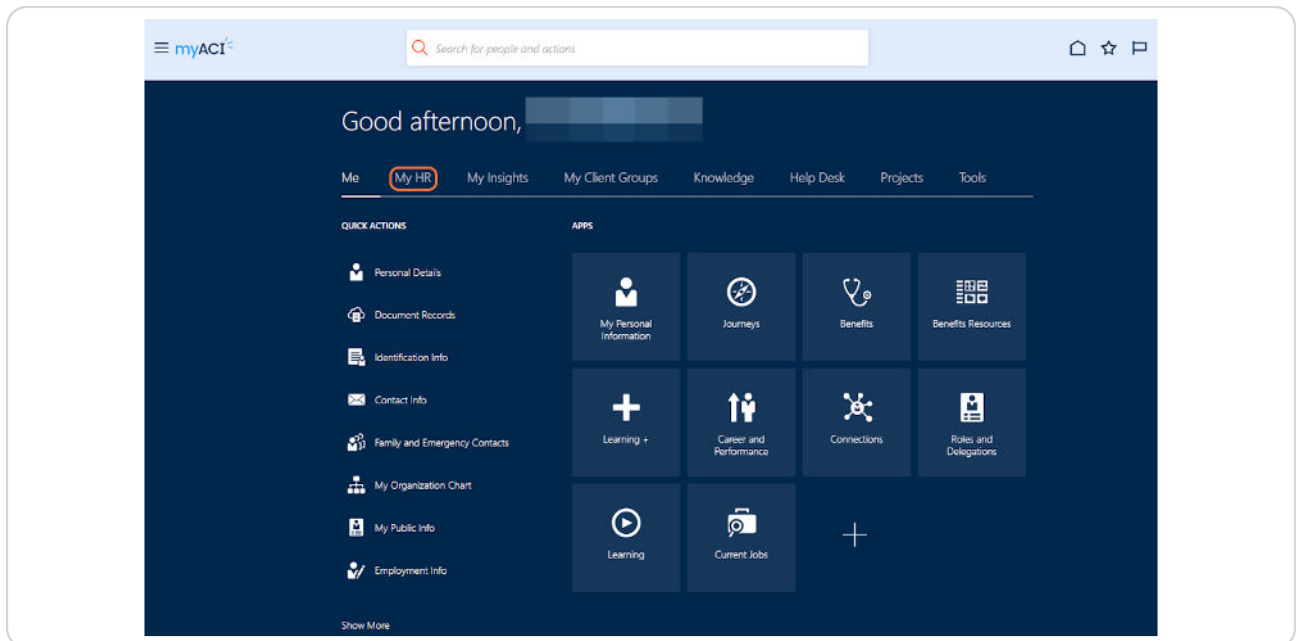 myACI
Search for people and actions
Good afternoon,
Me My HR My Insights My Client Groups Knowledge Help Desk Projects Tools
QUICK ACTIONS
Personal Details
Document Records
Identification Info
Contact Info
Family and Emergency Contacts
My Organization Chart
My Public Info
Employment Info
Show More
APPS
My Personal
Information
Journeys
Benefits
Benefits Resources
Learning +
Career and
Performance
Connections
Roles and
Delegations
Learning
Current Jobs